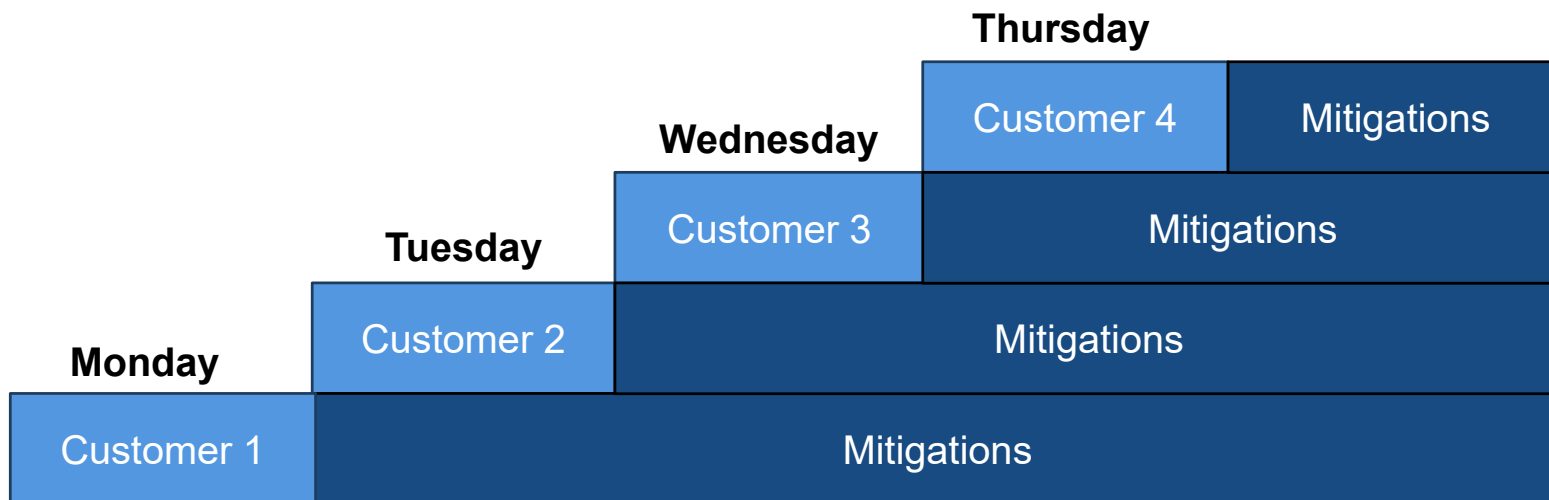 Thursday
Customer 4 Mitigations
Wednesday
Customer 3 Mitigations
Tuesday
Customer 2 Mitigations
Monday
Customer 1 Mitigations